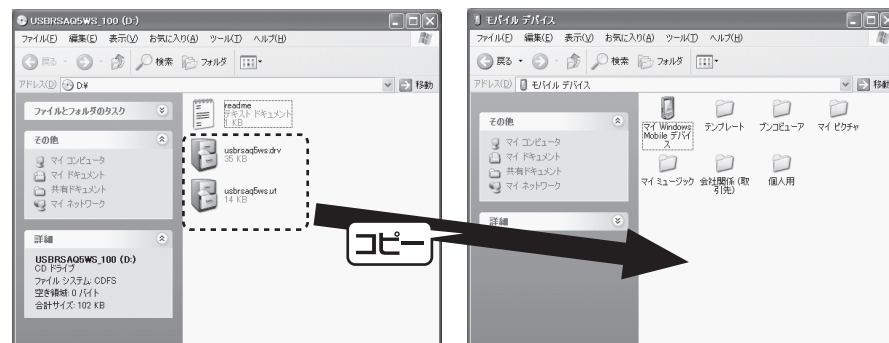 USBRSAQ5WS_100 (D:)
ファイル(F) 編集(E) 表示(V) お気に入り(A) ツール(T) ヘルプ(H)
戻る 検索 フォルダ
アドレス(D) D:¥ 移動
ファイルとフォルダのタスク
その他
マイ コンピュータ
マイ ドキュメント
共有ドキュメント
マイ ネットワーク
詳細
USBRSAQ5WS_100 (D:)
CD ドライブ
ファイル システム: CDFS
空き領域: 0 バイト
合計サイズ: 102 KB
readme
テキスト ドキュメント
1 KB
usbrsaq5ws.drv
35 KB
usbrsaq5ws.ut
14 KB
コピー
モバイル デバイス
ファイル(F) 編集(E) 表示(V) お気に入り(A) ツール(T) ヘルプ(H)
戻る 検索 フォルダ
アドレス(D) モバイル デバイス 移動
その他
マイ コンピュータ
マイ ドキュメント
共有ドキュメント
マイ ネットワーク
詳細
マイ Windows
Mobile デバイ
ス
テンプレート
ブンコビューア
マイ ピクチャ
マイ ミュージック
会社関係 (取
引先)
個人用